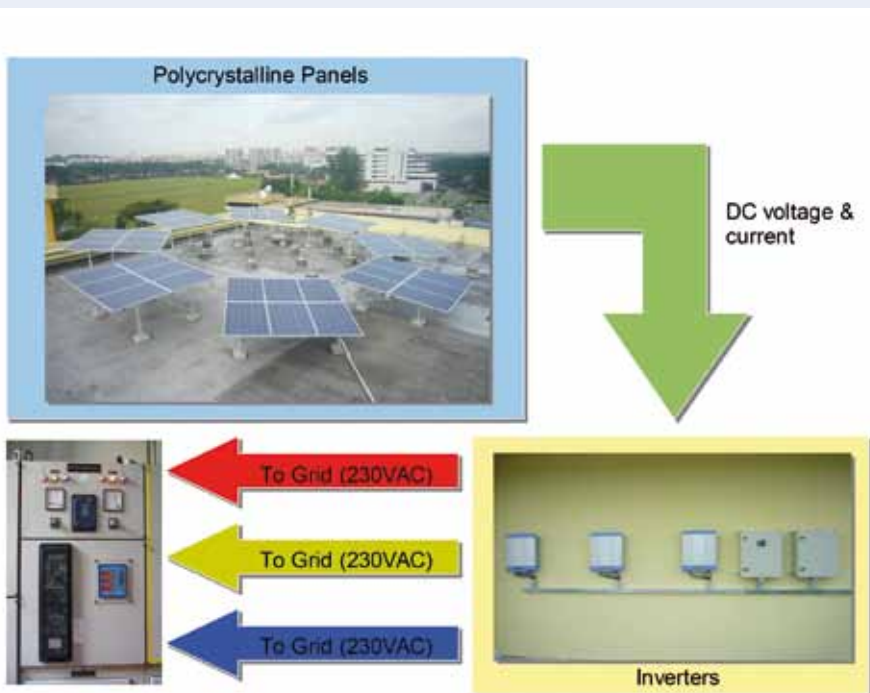 Polycrystalline Panels
DC voltage &
current
To Grid (230VAC)
To Grid (230VAC)
To Grid (230VAC)
Inverters